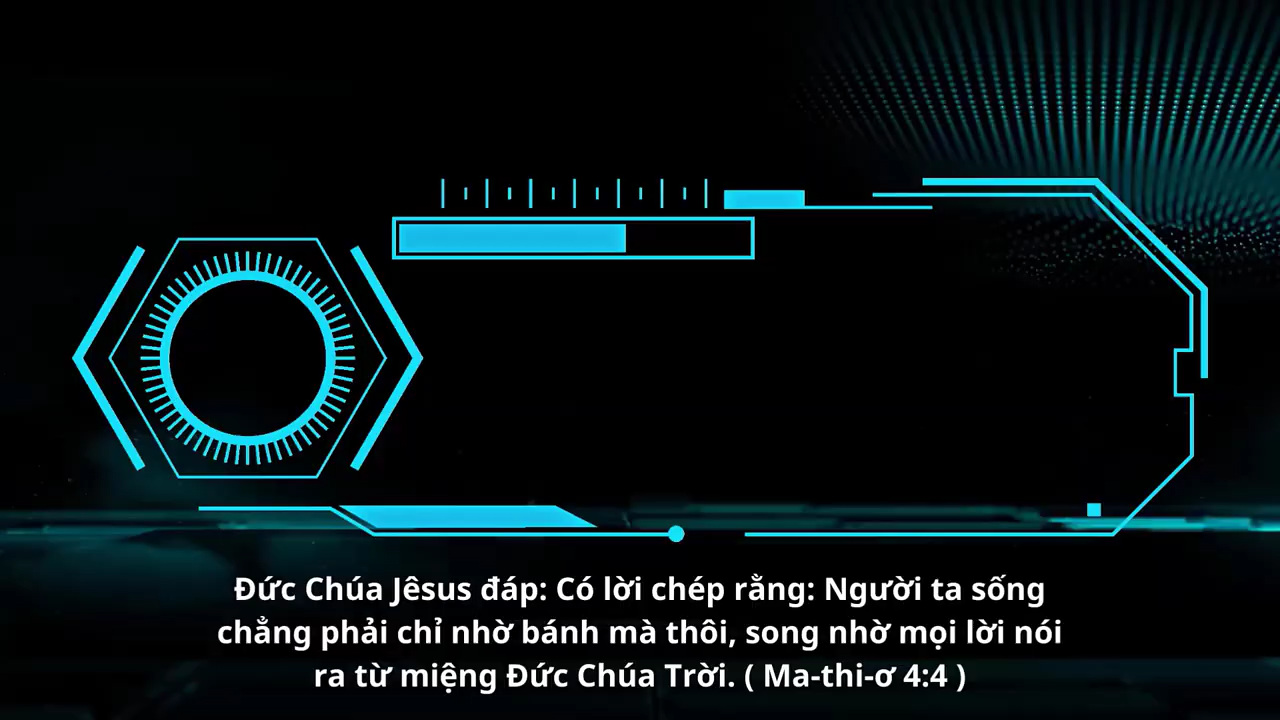 Đức Chúa Jêsus đáp: Có lời chép rằng: Người ta sống
chẳng phải chỉ nhờ bánh mà thôi, song nhờ mọi lời nói
ra từ miệng Đức Chúa Trời. ( Ma-thi-ơ 4:4 )